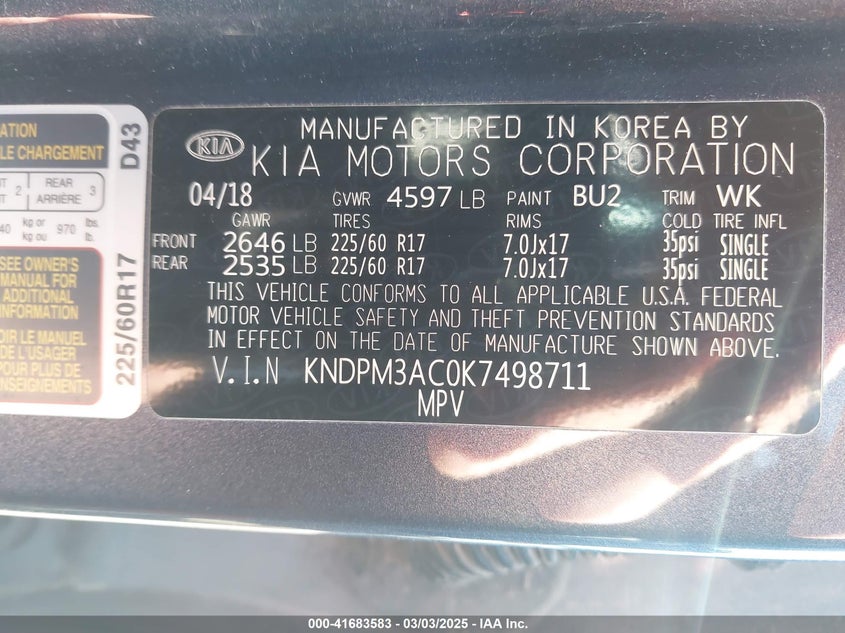 ATION
LE CHARGEMENT
T 2 REAR 3
T ARRIÈRE
40 kg or 970 lbs.
kg ou lb.
SEE OWNER'S
MANUAL FOR
ADDITIONAL
INFORMATION
OIR LE MANUEL
DE L'USAGER
POUR PLUS DE
225/60R17
D43
KIA
MANUFACTURED IN KOREA BY
KIA MOTORS CORPORATION
04/18 GVWR 4597 LB PAINT BU2 TRIM WK
GAWR TIRES RIMS COLD TIRE INFL
FRONT 2646 LB 225/60 R17 7.0Jx17 35psi SINGLE
REAR 2535 LB 225/60 R17 7.0Jx17 35psi SINGLE
THIS VEHICLE CONFORMS TO ALL APPLICABLE U.S.A. FEDERAL
MOTOR VEHICLE SAFETY AND THEFT PREVENTION STANDARDS
IN EFFECT ON THE DATE OF MANUFACTURE SHOWN ABOVE.
V.I.N KNDPM3AC0K7498711
MPV
000-41683583 — 03/03/2025 — IAA Inc.